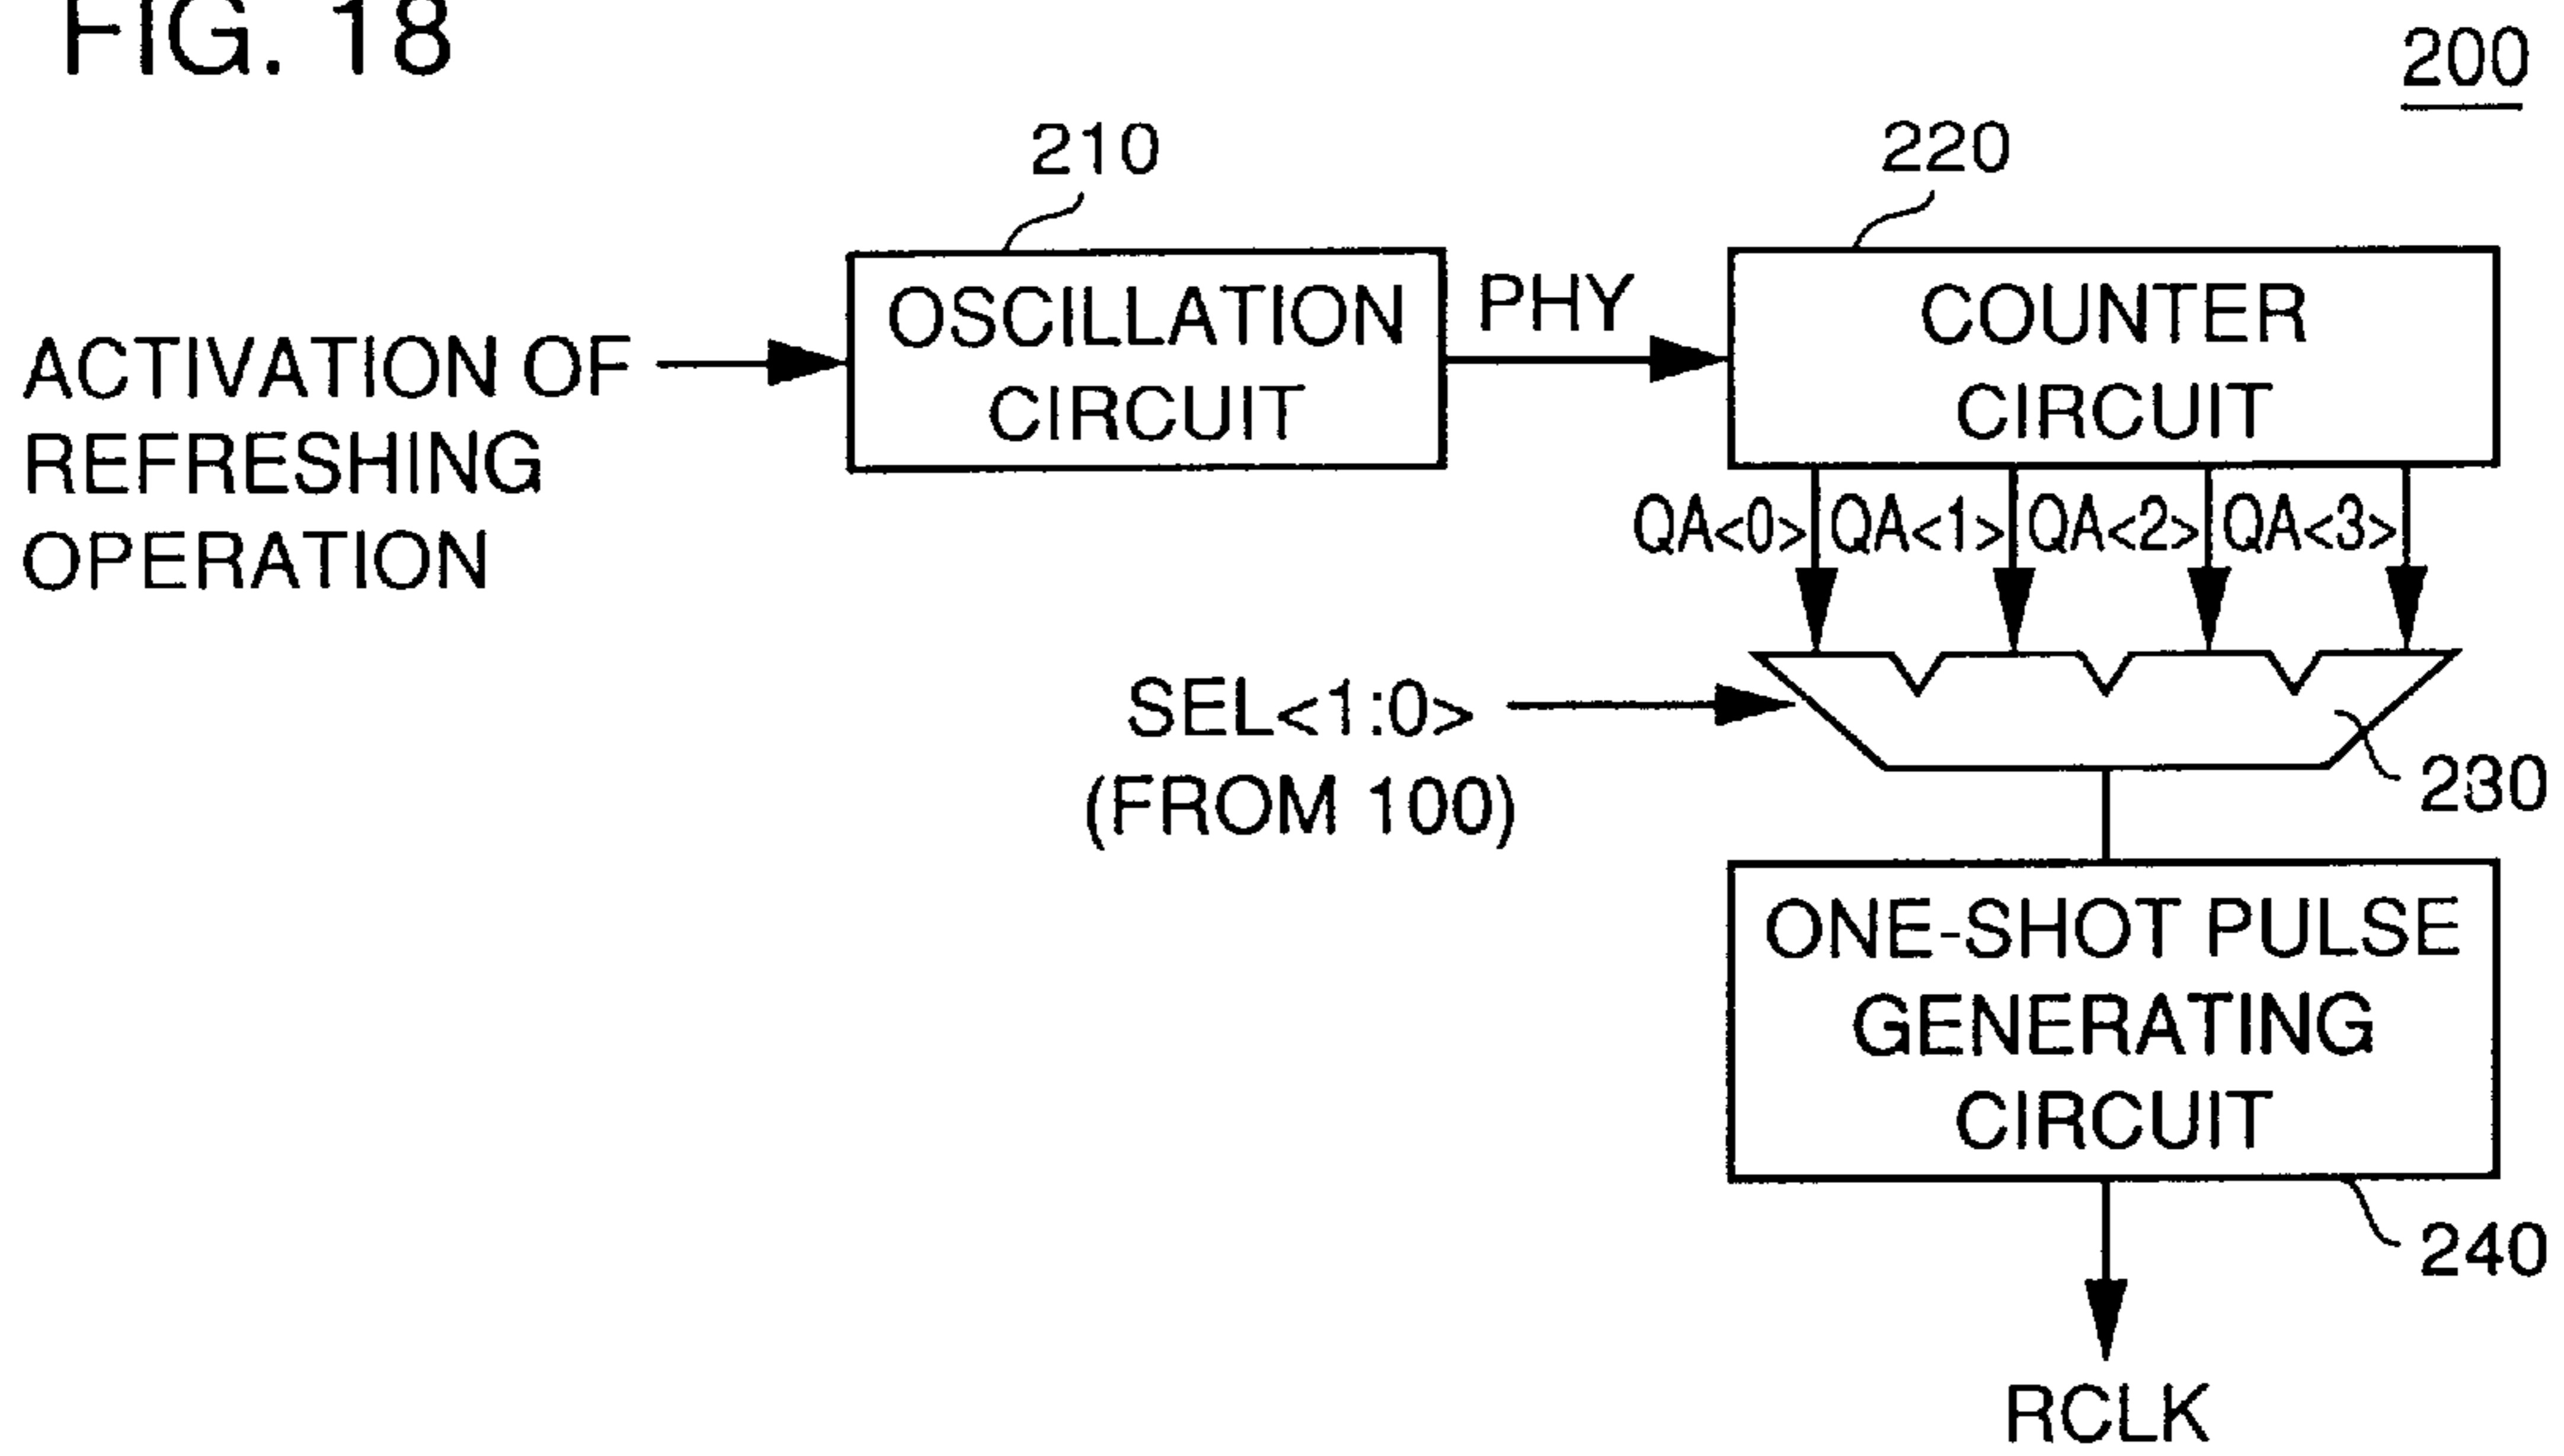 FIG. 18
200
210
220
OSCILLATION
CIRCUIT
PHY
COUNTER
CIRCUIT
ACTIVATION OF
REFRESHING
OPERATION
QA<0> QA<1> QA<2> QA<3>
SEL<1:0>
(FROM 100)
230
ONE-SHOT PULSE
GENERATING
CIRCUIT
240
RCLK